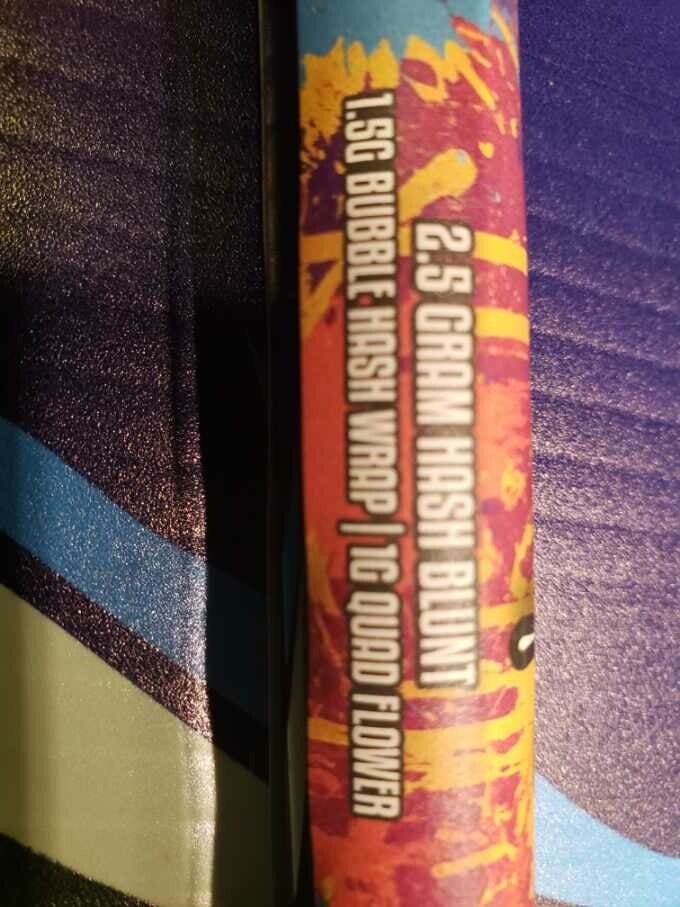 2.5 GRAM HASH BLUNT
1.5G BUBBLE HASH WRAP | 1G QUAD FLOWER